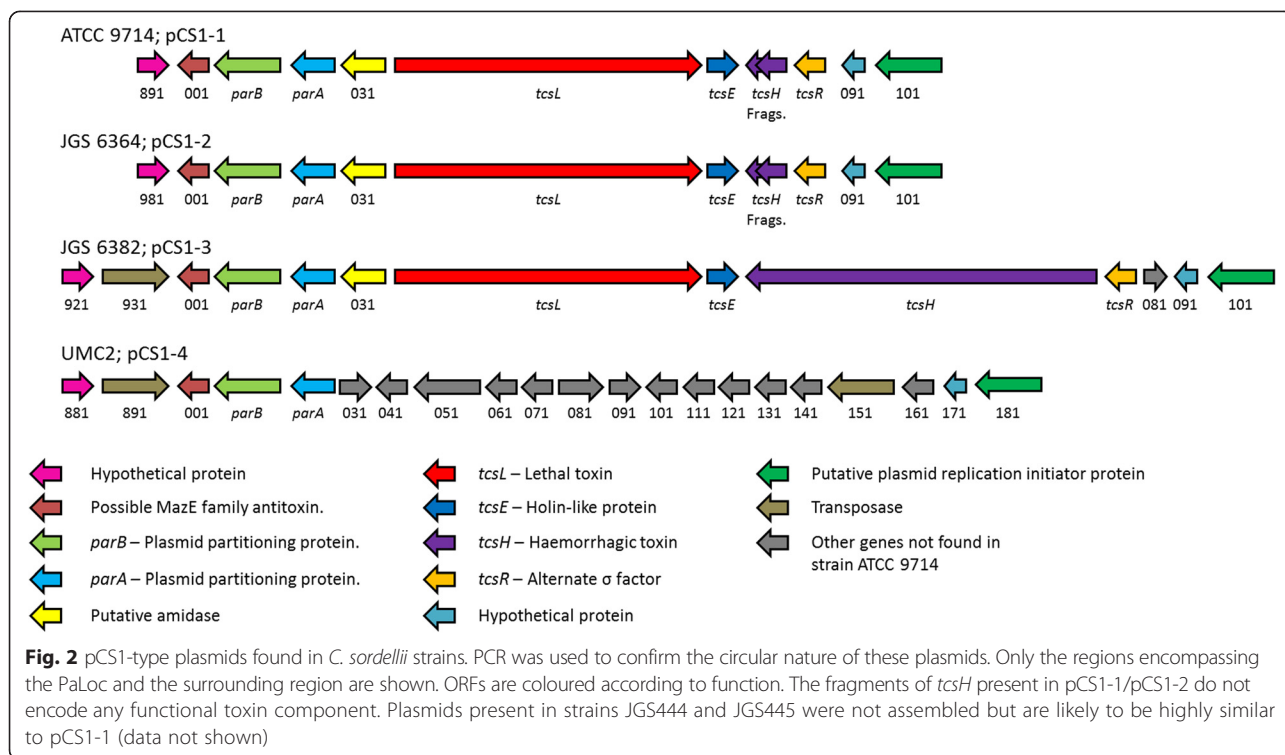 ATCC 9714; pCS1-1
891 001 parB parA 031 tcsL tcsE tcsH tcsR 091 101
Frags.
JGS 6364; pCS1-2
981 001 parB parA 031 tcsL tcsE tcsH tcsR 091 101
Frags.
JGS 6382; pCS1-3
921 931 001 parB parA 031 tcsL tcsE tcsH tcsR 081 091 101
UMC2; pCS1-4
881 891 001 parB parA 031 041 051 061 071 081 091 101 111 121 131 141 151 161 171 181
Hypothetical protein
Possible MazE family antitoxin.
parB – Plasmid partitioning protein.
parA – Plasmid partitioning protein.
Putative amidase
tcsL – Lethal toxin
tcsE – Holin-like protein
tcsH – Haemorrhagic toxin
tcsR – Alternate σ factor
Hypothetical protein
Putative plasmid replication initiator protein
Transposase
Other genes not found in
strain ATCC 9714
Fig. 2 pCS1-type plasmids found in C. sordellii strains. PCR was used to confirm the circular nature of these plasmids. Only the regions encompassing
the PaLoc and the surrounding region are shown. ORFs are coloured according to function. The fragments of tcsH present in pCS1-1/pCS1-2 do not
encode any functional toxin component. Plasmids present in strains JGS444 and JGS445 were not assembled but are likely to be highly similar
to pCS1-1 (data not shown)